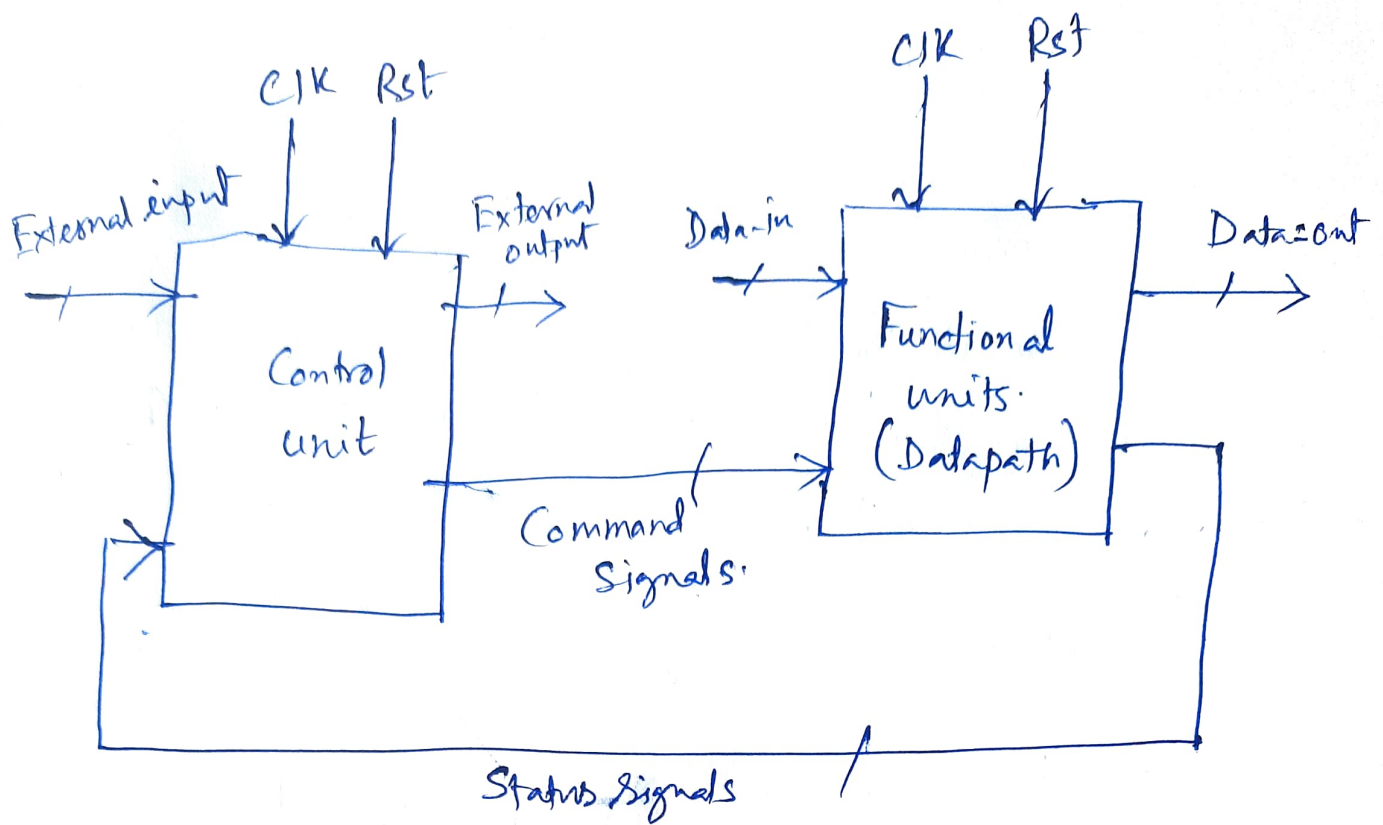 Clk Rst
Clk Rst
External input
External
output
Data-in
Data-out
Control
unit
Functional
units.
(Datapath)
Command
Signals.
Status Signals